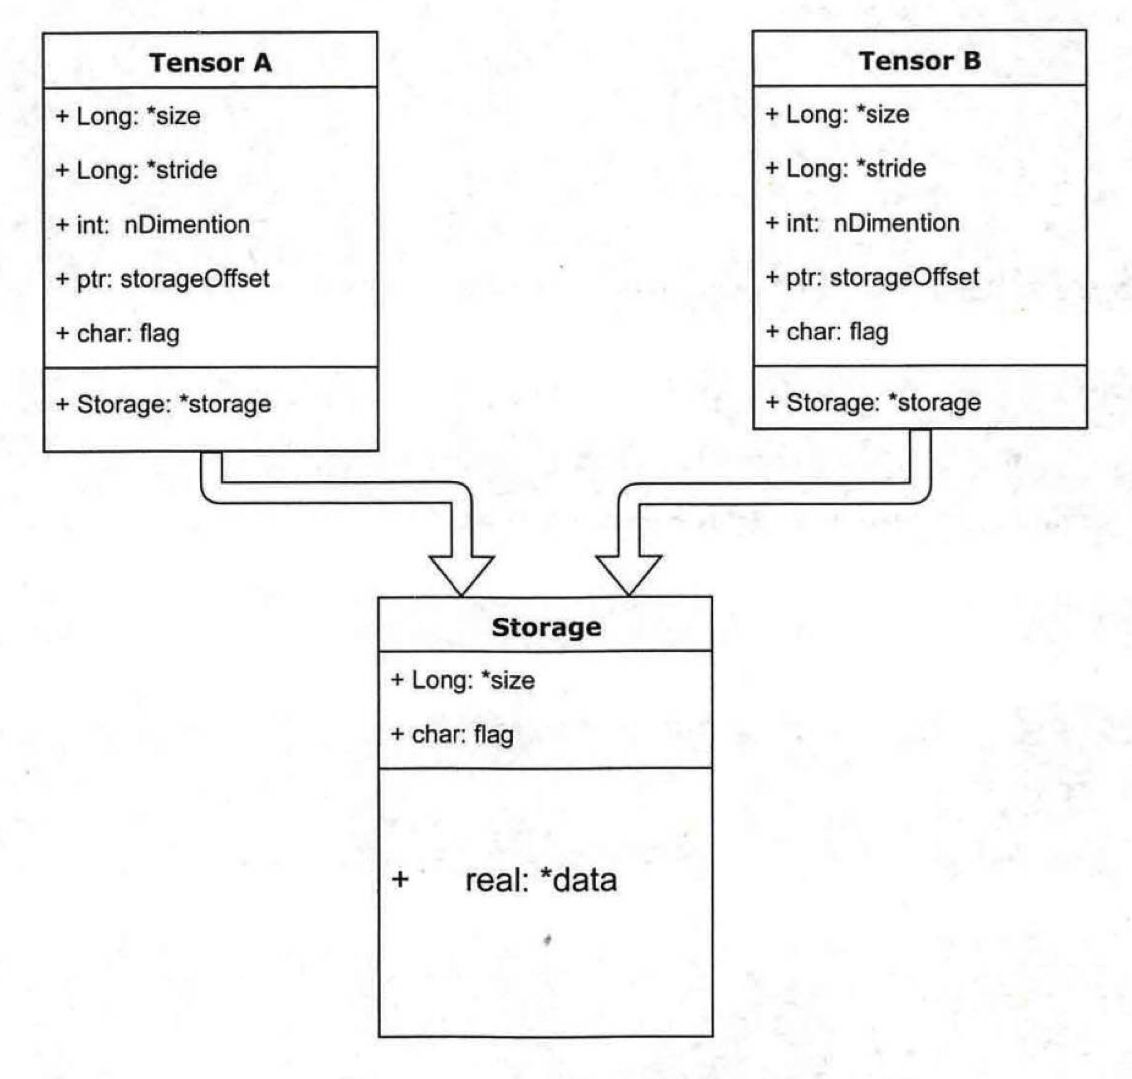 Tensor A
+ Long: *size
+ Long: *stride
+ int: nDimention
+ ptr: storageOffset
+ char: flag
+ Storage: *storage
Tensor B
+ Long: *size
+ Long: *stride
+ int: nDimention
+ ptr: storageOffset
+ char: flag
+ Storage: *storage
Storage
+ Long: *size
+ char: flag
+ real: *data